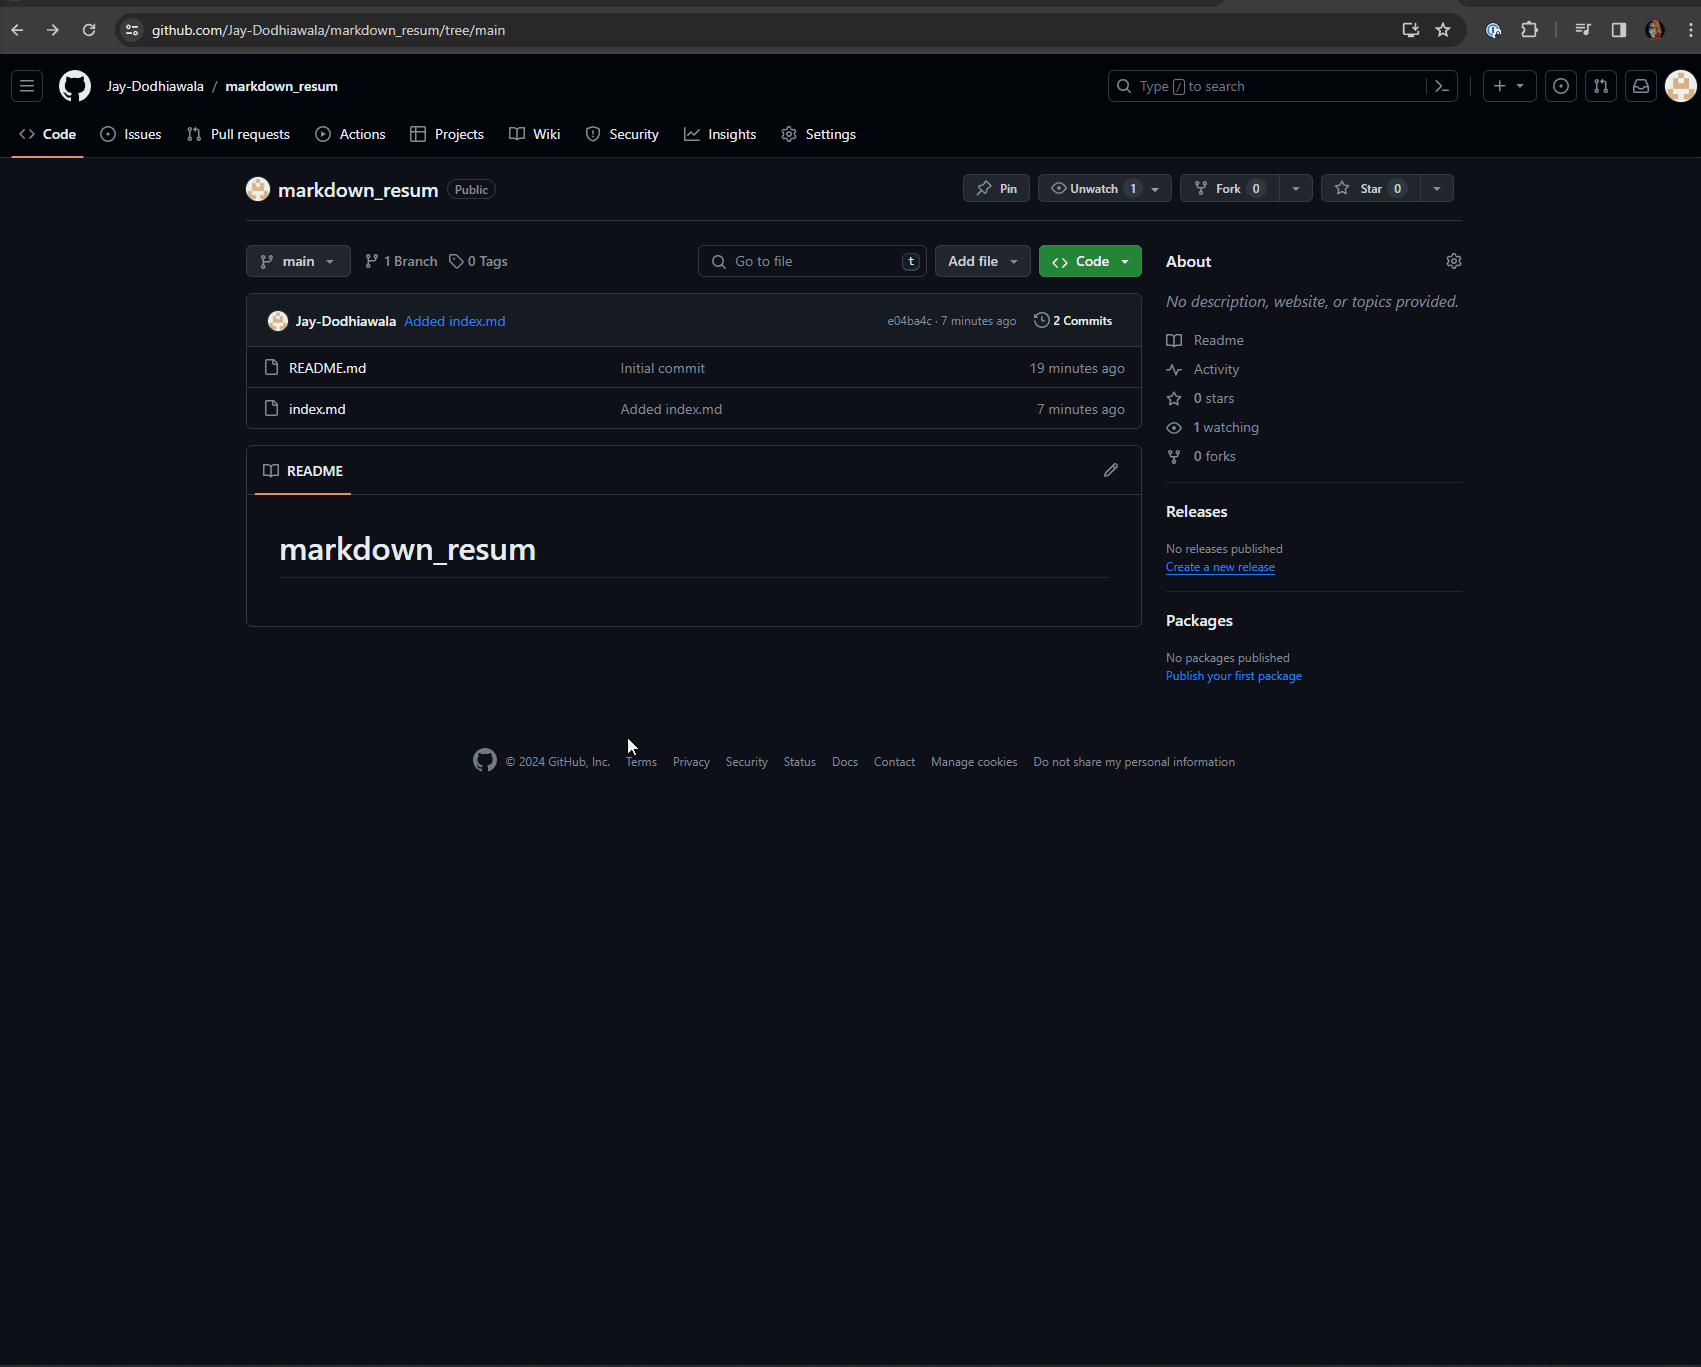 github.com/Jay-Dodhiawala/markdown_resum/tree/main
Jay-Dodhiawala / markdown_resum
Type / to search
Code Issues Pull requests Actions Projects Wiki Security Insights Settings
markdown_resum Public
Pin Unwatch 1 Fork 0 Star 0
main 1 Branch 0 Tags Go to file t Add file Code
Jay-Dodhiawala Added index.md e04ba4c · 7 minutes ago 2 Commits
README.md Initial commit 19 minutes ago
index.md Added index.md 7 minutes ago
README
markdown_resum
About
No description, website, or topics provided.
Readme
Activity
0 stars
1 watching
0 forks
Releases
No releases published
Create a new release
Packages
No packages published
Publish your first package
© 2024 GitHub, Inc. Terms Privacy Security Status Docs Contact Manage cookies Do not share my personal information